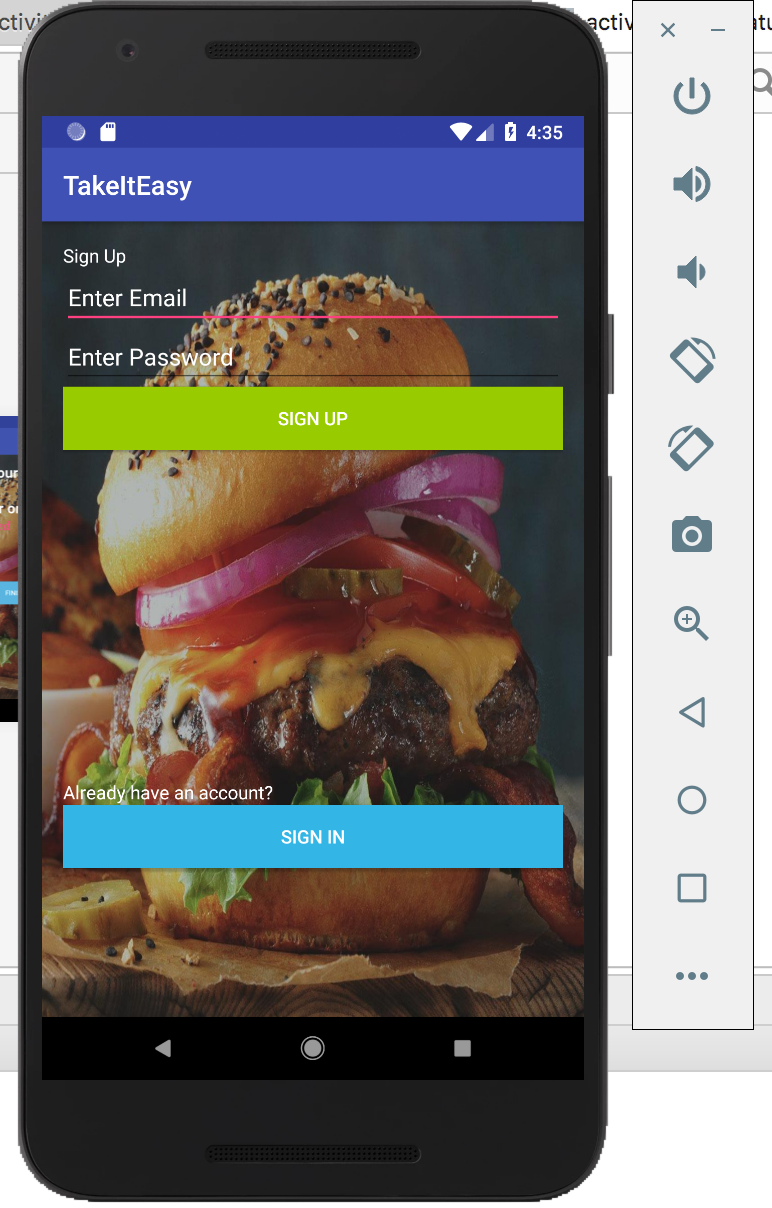 4:35
TakeItEasy
Sign Up
Enter Email
Enter Password
SIGN UP
Already have an account?
SIGN IN